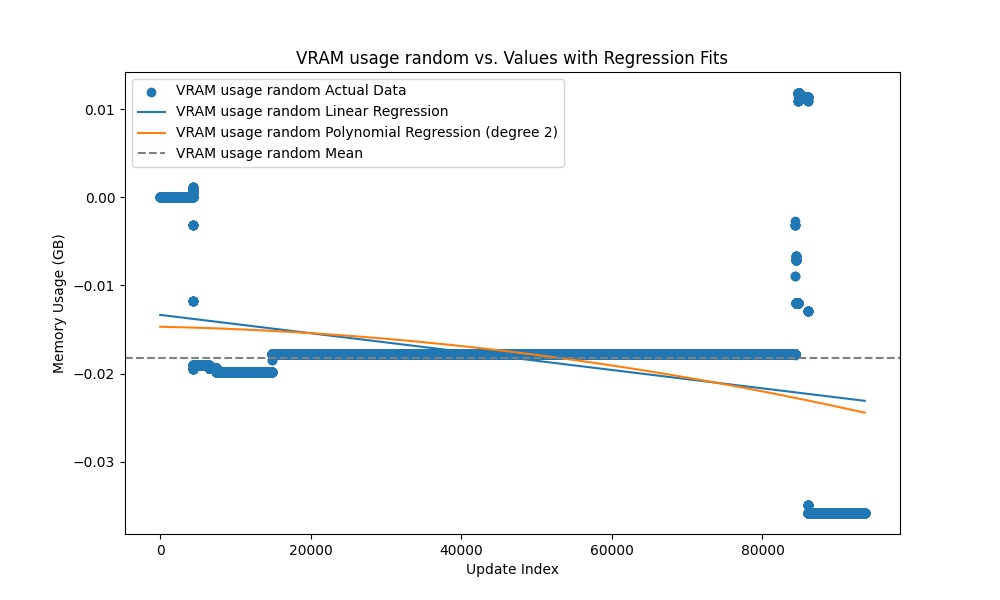 VRAM usage random vs. Values with Regression Fits
VRAM usage random Actual Data
VRAM usage random Linear Regression
VRAM usage random Polynomial Regression (degree 2)
VRAM usage random Mean
Memory Usage (GB)
0.01
0.00
−0.01
−0.02
−0.03
0 20000 40000 60000 80000
Update Index